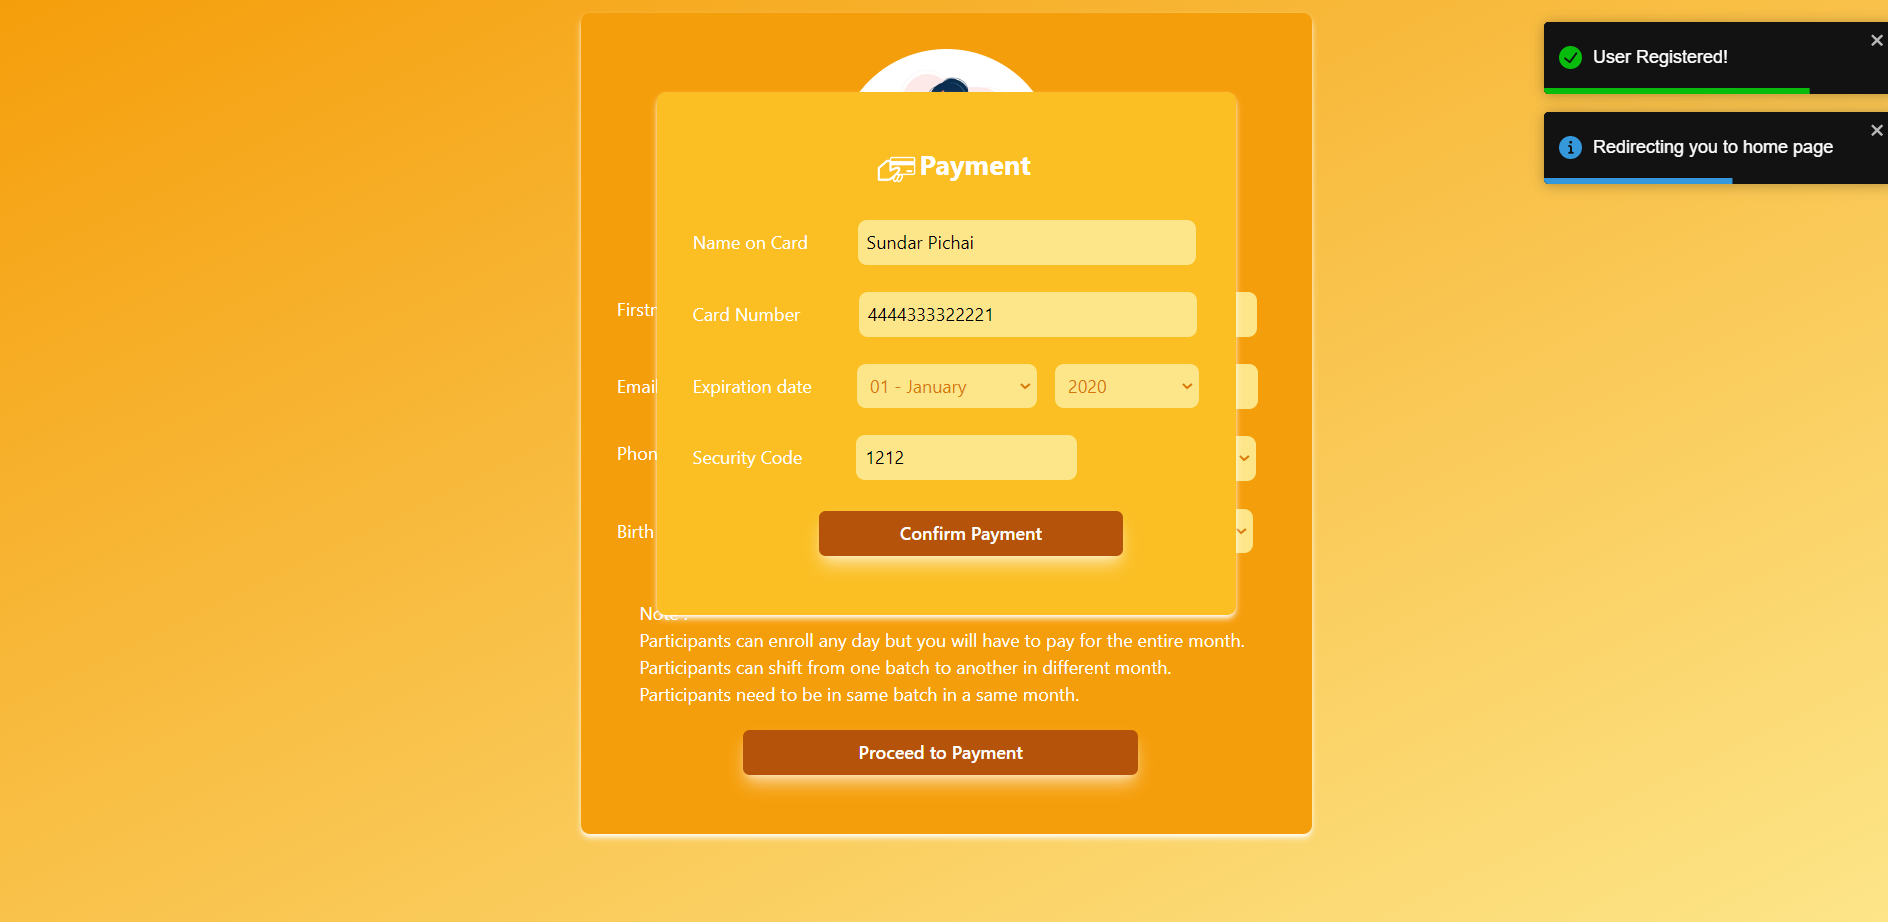 User Registered!
Redirecting you to home page
Payment
Name on Card
Sundar Pichai
Card Number
4444333322221
Expiration date
01 - January
2020
Security Code
1212
Confirm Payment
Firstr
Email
Phon
Birth
Note :
Participants can enroll any day but you will have to pay for the entire month.
Participants can shift from one batch to another in different month.
Participants need to be in same batch in a same month.
Proceed to Payment